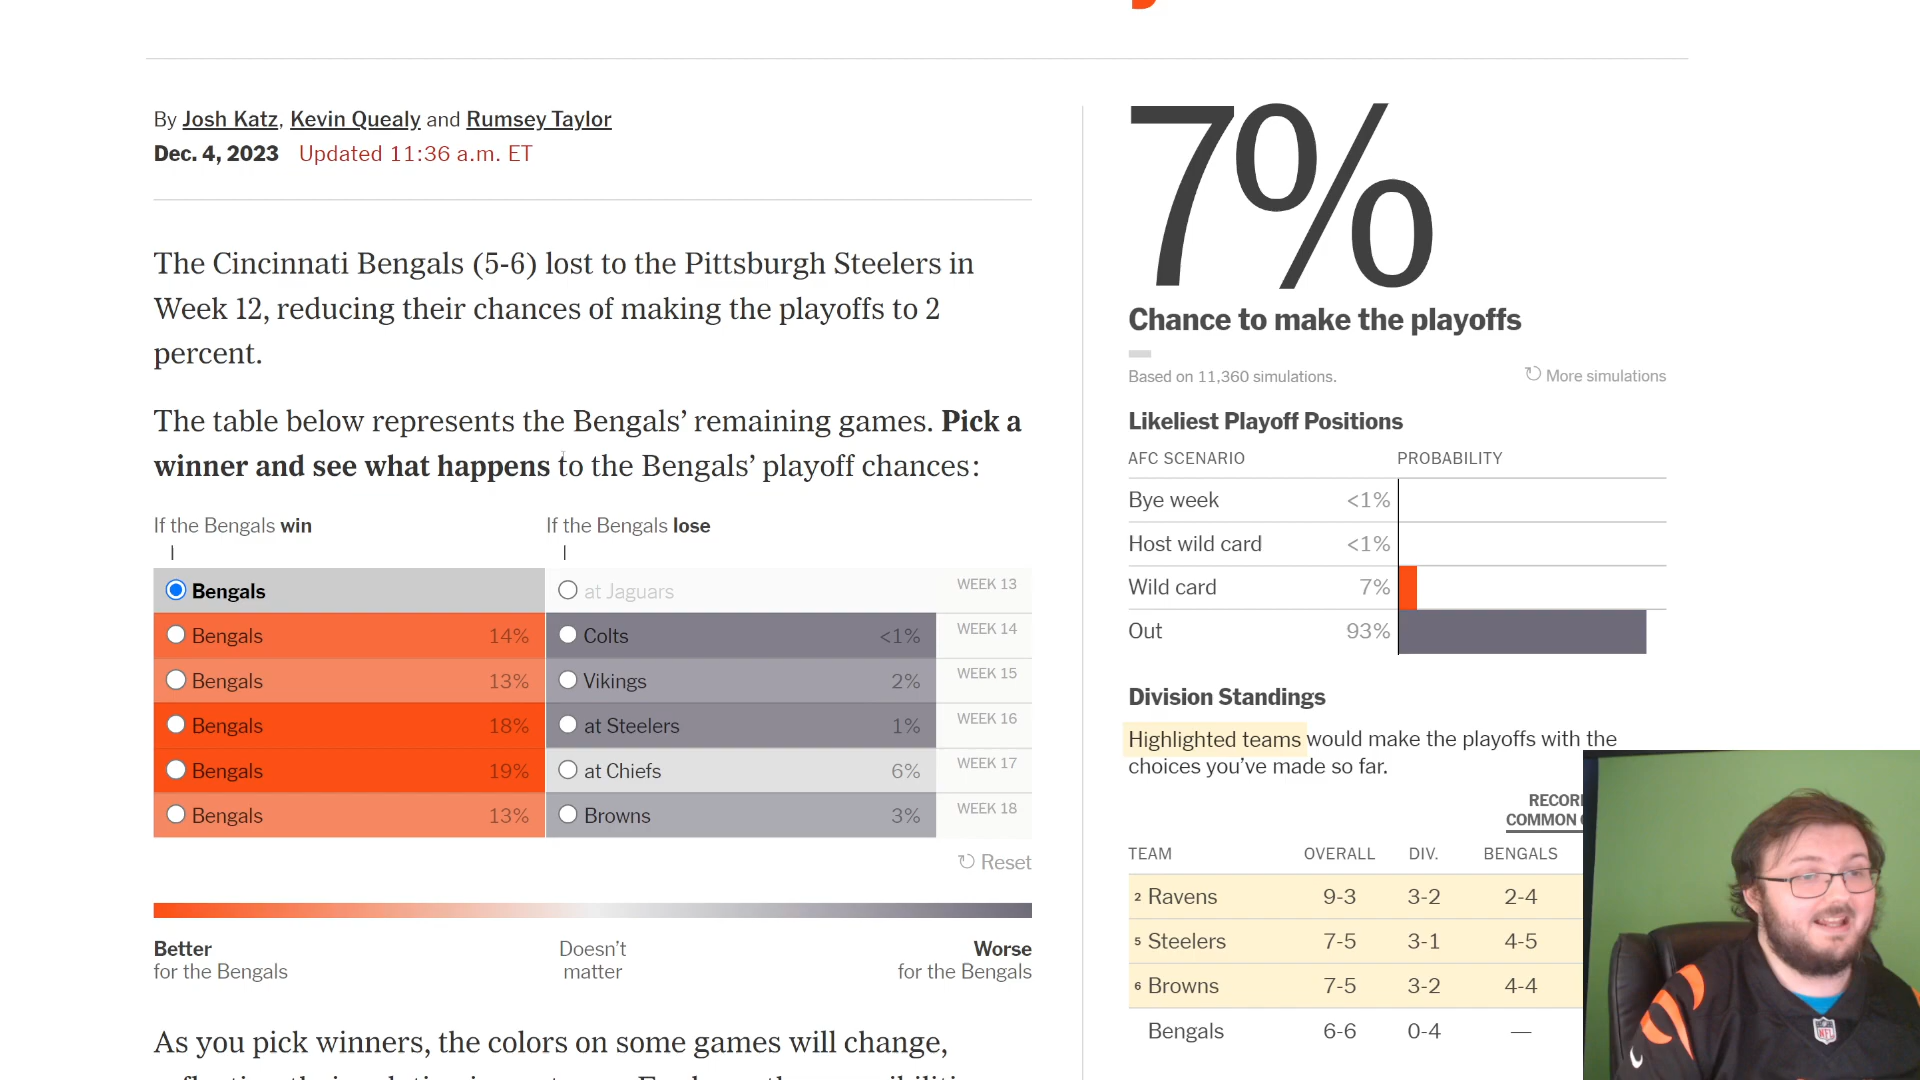 By Josh Katz, Kevin Quealy and Rumsey Taylor
Dec. 4, 2023 Updated 11:36 a.m. ET
The Cincinnati Bengals (5-6) lost to the Pittsburgh Steelers in
Week 12, reducing their chances of making the playoffs to 2
percent.
The table below represents the Bengals’ remaining games. Pick a
winner and see what happens to the Bengals’ playoff chances:
If the Bengals win If the Bengals lose
Bengals at Jaguars WEEK 13
Bengals 14% Colts <1% WEEK 14
Bengals 13% Vikings 2% WEEK 15
Bengals 18% at Steelers 1% WEEK 16
Bengals 19% at Chiefs 6% WEEK 17
Bengals 13% Browns 3% WEEK 18
Reset
Better Doesn’t Worse
for the Bengals matter for the Bengals
As you pick winners, the colors on some games will change,
7%
Chance to make the playoffs
Based on 11,360 simulations. More simulations
Likeliest Playoff Positions
AFC SCENARIO PROBABILITY
Bye week <1%
Host wild card <1%
Wild card 7%
Out 93%
Division Standings
Highlighted teams would make the playoffs with the
choices you’ve made so far.
COMMON
TEAM OVERALL DIV. BENGALS
2 Ravens 9-3 3-2 2-4
5 Steelers 7-5 3-1 4-5
6 Browns 7-5 3-2 4-4
Bengals 6-6 0-4 —
NFL